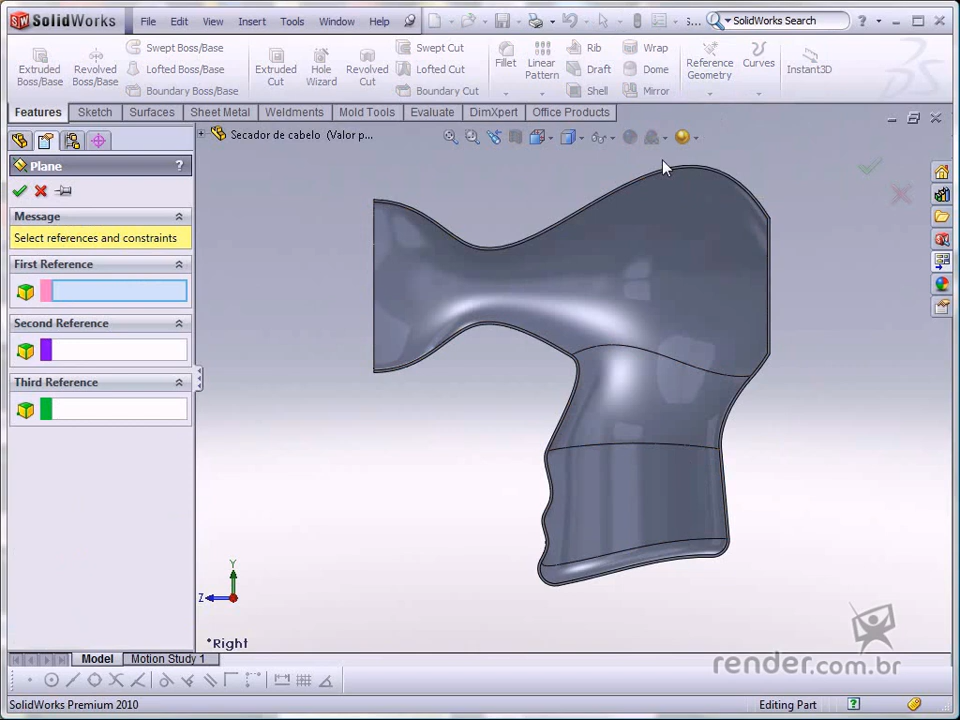 SolidWorks File Edit View Insert Tools Window Help S... SolidWorks Search
Extruded Boss/Base
Revolved Boss/Base
Swept Boss/Base
Lofted Boss/Base
Boundary Boss/Base
Extruded Cut
Hole Wizard
Revolved Cut
Swept Cut
Lofted Cut
Boundary Cut
Fillet
Linear Pattern
Rib
Draft
Shell
Wrap
Dome
Mirror
Reference Geometry
Curves
Instant3D
Features Sketch Surfaces Sheet Metal Weldments Mold Tools Evaluate DimXpert Office Products
Secador de cabelo (Valor p...
Plane ?
Message
Select references and constraints
First Reference
Second Reference
Third Reference
Y
Z
*Right
Model Motion Study 1
render.com.br
SolidWorks Premium 2010 Editing Part